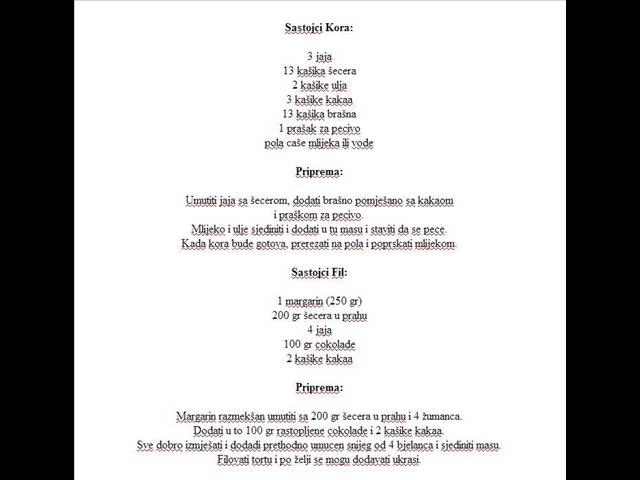 Sastojci Kora:
3 jaja
13 kašika šecera
2 kašike ulja
3 kašike kakaa
13 kašika brašna
1 prašak za pecivo
pola caše mlijeka ili vode
Priprema:
Umutiti jaja sa šecerom, dodati brašno pomješano sa kakaom
i praškom za pecivo.
Mlijeko i ulje sjediniti i dodati u tu masu i staviti da se pece.
Kada kora bude gotova, prerezati na pola i poprskati mlijekom.
Sastojci Fil:
1 margarin (250 gr)
200 gr šecera u prahu
4 jaja
100 gr cokolade
2 kašike kakaa
Priprema:
Margarin razmekšan umutiti sa 200 gr šecera u prahu i 4 žumanca.
Dodati u to 100 gr rastopljene cokolade i 2 kašike kakaa.
Sve dobro izmješati i dodadi prethodno umucen snijeg od 4 bjelanca i sjediniti masu.
Filovati tortu i po želji se mogu dodavati ukrasi.